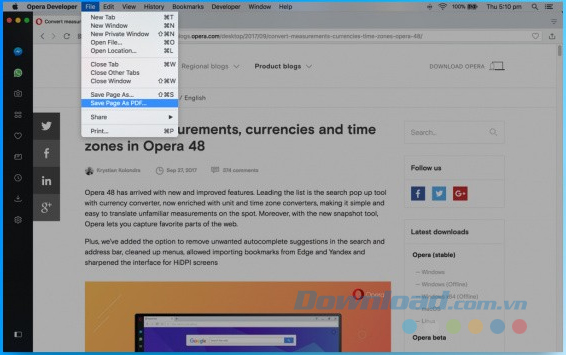 Opera Developer File Edit View History Bookmarks Developer Window Help Thu 5:10 pm
Convert measurem
New Tab ⌘T
New Window ⌘N
New Private Window ⇧⌘N
Open File... ⌘O
Open Location... ⌘L
Close Tab ⌘W
Close Other Tabs
Close Window ⇧⌘W
Save Page As... ⇧⌘S
Save Page As PDF...
Share
Print... ⌘P
ogs.opera.com/desktop/2017/09/convert-measurements-currencies-time-zones-opera-48/
Regional blogs
Product blogs
DOWNLOAD OPERA
/ English
urements, currencies and time
zones in Opera 48
Krystian Kolondra Sep 27, 2017 574 comments
Opera 48 has arrived with new and improved features. Leading the list is the search pop up tool
with currency converter, now enriched with unit and time zone converters, making it simple and
easy to translate unfamiliar measurements on the spot. Moreover, with the new snapshot tool,
Opera lets you capture favorite parts of the web.
Plus, we've added the option to remove unwanted autocomplete suggestions in the search and
address bar, cleaned up menus, allowed importing bookmarks from Edge and Yandex and
sharpened the interface for HiDPI screens
Opera
Google
Search...
Follow us
f
G+
Latest downloads
Opera (stable)
— Windows
— Windows (Offline)
— Windows x64 (Offline)
— MacOS
— Linux
Opera beta
f
in
g+
Download.com.vn